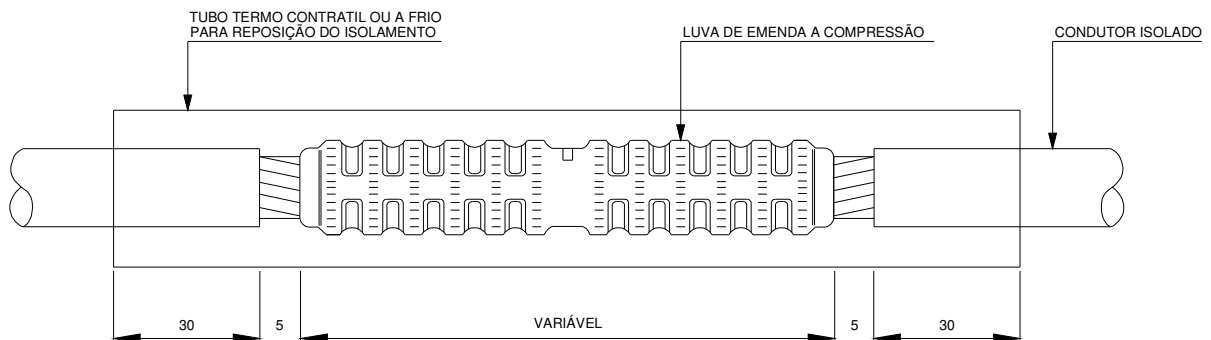 TUBO TERMO CONTRATIL OU A FRIO
PARA REPOSIÇÃO DO ISOLAMENTO
LUVA DE EMENDA A COMPRESSÃO
CONDUTOR ISOLADO
30
5
VARIÁVEL
5
30